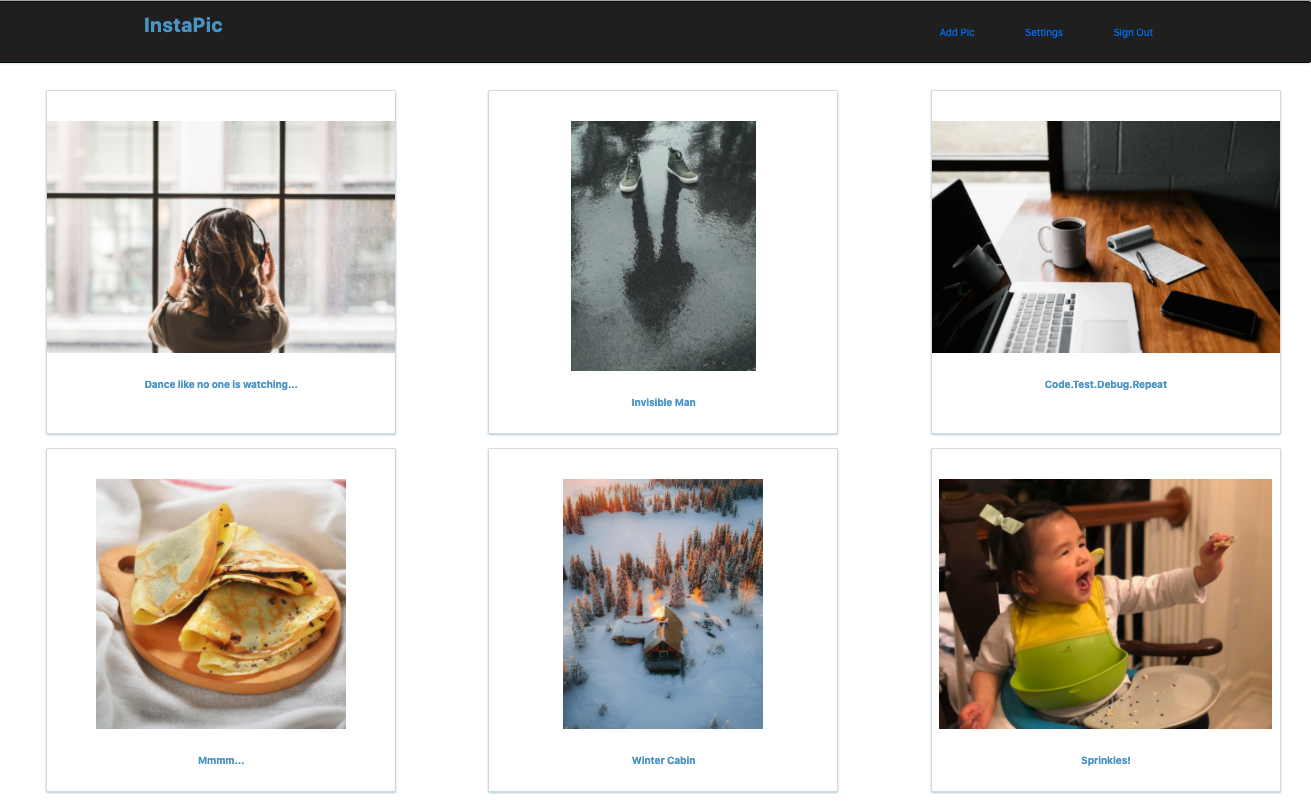 InstaPic
Add Pic
Settings
Sign Out
Dance like no one is watching...
Invisible Man
Code.Test.Debug.Repeat
Mmmm...
Winter Cabin
Sprinkles!